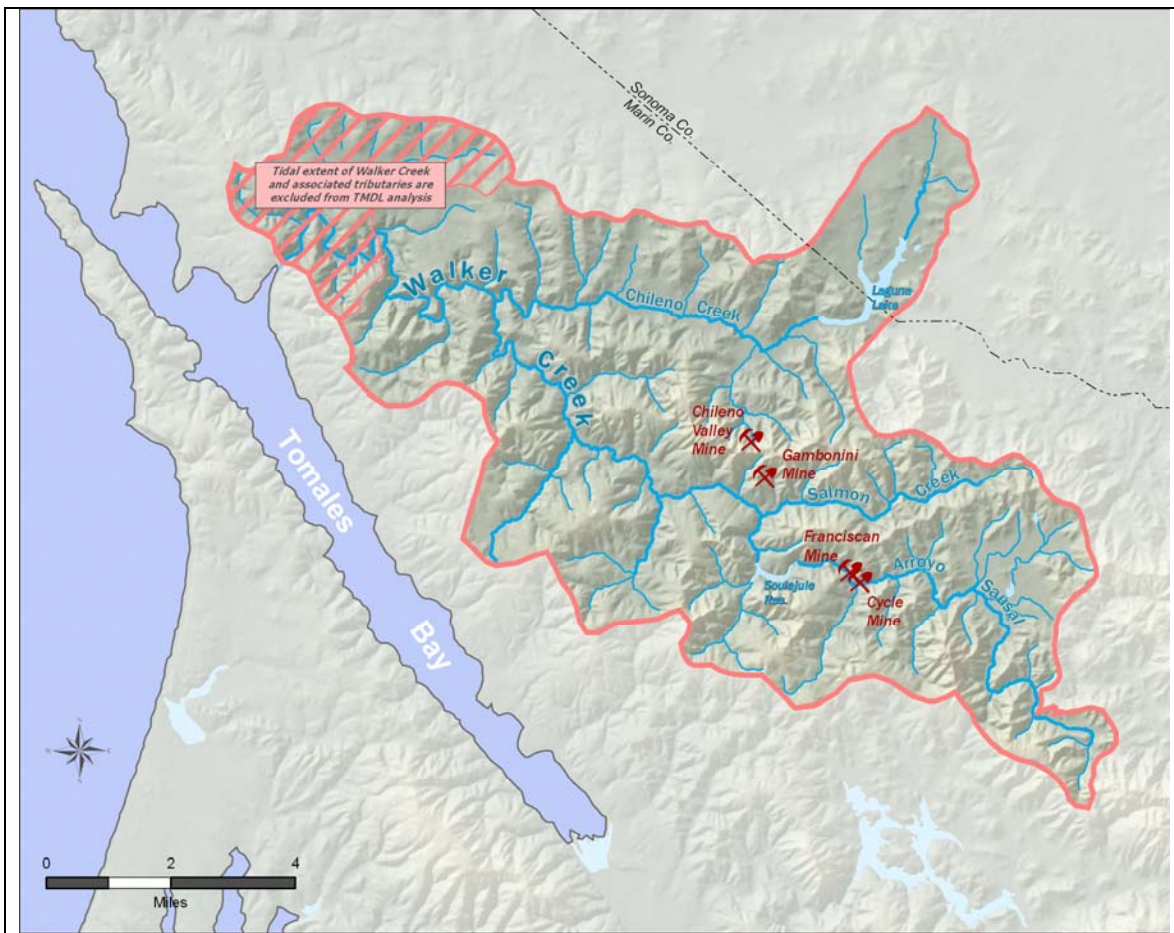 Sonoma Co.
Marin Co.
Tidal extent of Walker Creek
and associated tributaries are
excluded from TMDL analysis
Walker
Creek
Chileno Creek
Laguna
Lake
Chileno
Valley
Mine
Gambonini
Mine
Salmon Creek
Franciscan
Mine
Arroyo
Sausal
Soulejule
Res.
Cycle
Mine
Tomales
Bay
0 2 4
Miles